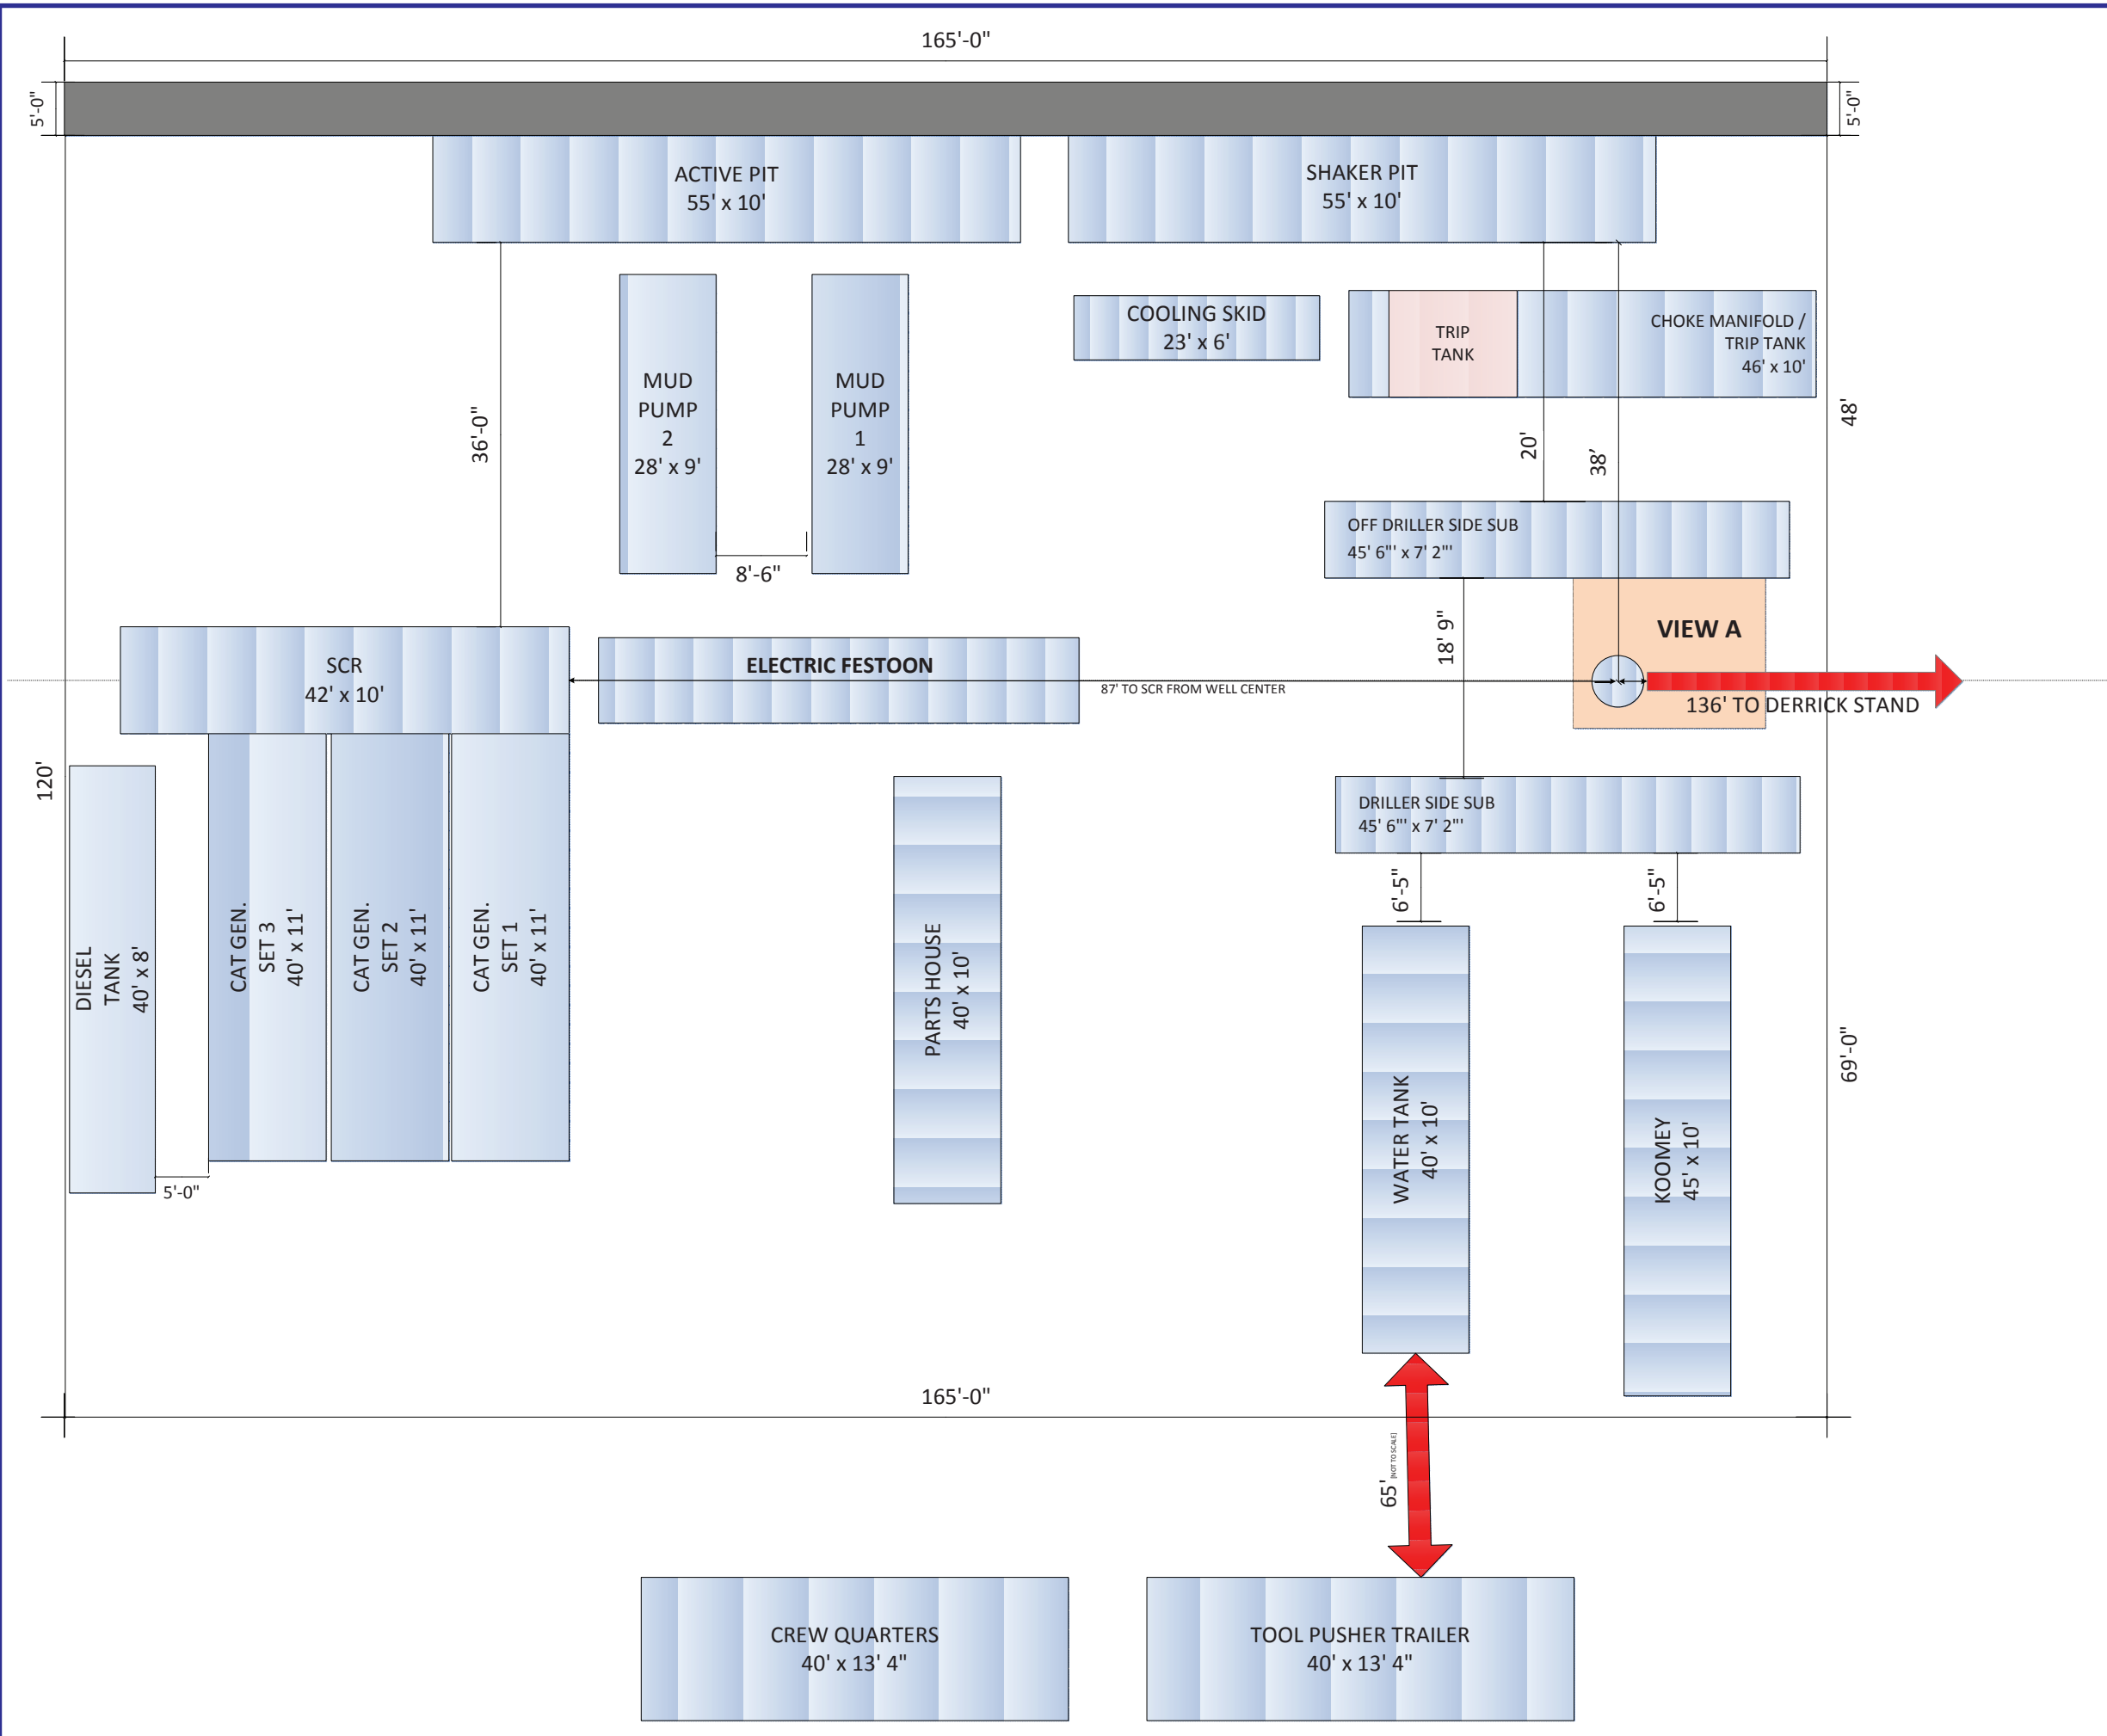 165'-0"
5'-0"
5'-0"
ACTIVE PIT
55' x 10'
SHAKER PIT
55' x 10'
COOLING SKID
23' x 6'
TRIP
TANK
CHOKE MANIFOLD /
TRIP TANK
46' x 10'
MUD
PUMP
2
28' x 9'
MUD
PUMP
1
28' x 9'
36'-0"
20'
38'
48'
8'-6"
OFF DRILLER SIDE SUB
45' 6"' x 7' 2"'
18' 9"
VIEW A
SCR
42' x 10'
ELECTRIC FESTOON
87' TO SCR FROM WELL CENTER
136' TO DERRICK STAND
120'
DRILLER SIDE SUB
45' 6"' x 7' 2"'
6'-5"
6'-5"
DIESEL
TANK
40' x 8'
CAT GEN.
SET 3
40' x 11'
CAT GEN.
SET 2
40' x 11'
CAT GEN.
SET 1
40' x 11'
PARTS HOUSE
40' x 10'
WATER TANK
40' x 10'
KOOMEY
45' x 10'
69'-0"
5'-0"
165'-0"
65' [NOT TO SCALE]
CREW QUARTERS
40' x 13' 4"
TOOL PUSHER TRAILER
40' x 13' 4"